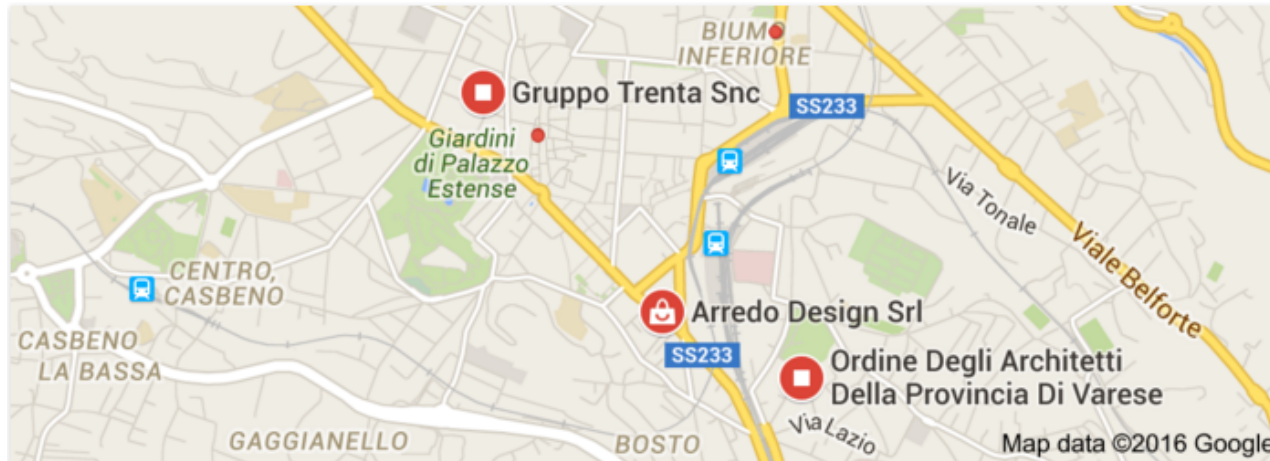 BIUMO
INFERIORE
Gruppo Trenta Snc
SS233
Giardini
di Palazzo
Estense
Via Tonale
Viale Belforte
CENTRO,
CASBENO
Arredo Design Srl
CASBENO
LA BASSA
SS233
Ordine Degli Architetti
Della Provincia Di Varese
Via Lazio
GAGGIANELLO
BOSTO
Map data ©2016 Google